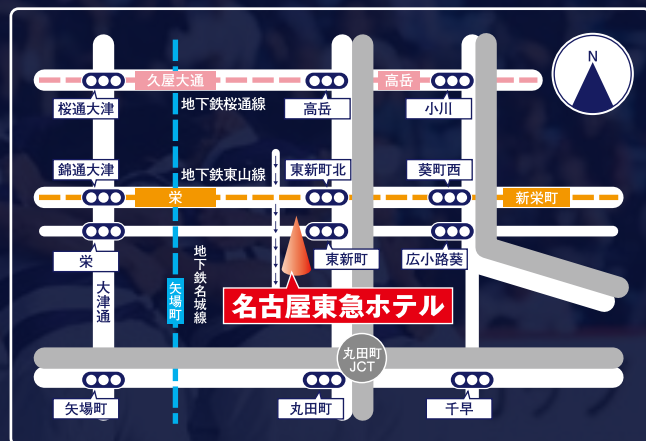 N
久屋大通
高岳
桜通大津
地下鉄桜通線
高岳
小川
錦通大津
地下鉄東山線
東新町北
葵町西
栄
新栄町
栄
大津通
矢場町
地下鉄名城線
東新町
広小路葵
名古屋東急ホテル
丸田町
JCT
矢場町
丸田町
千早